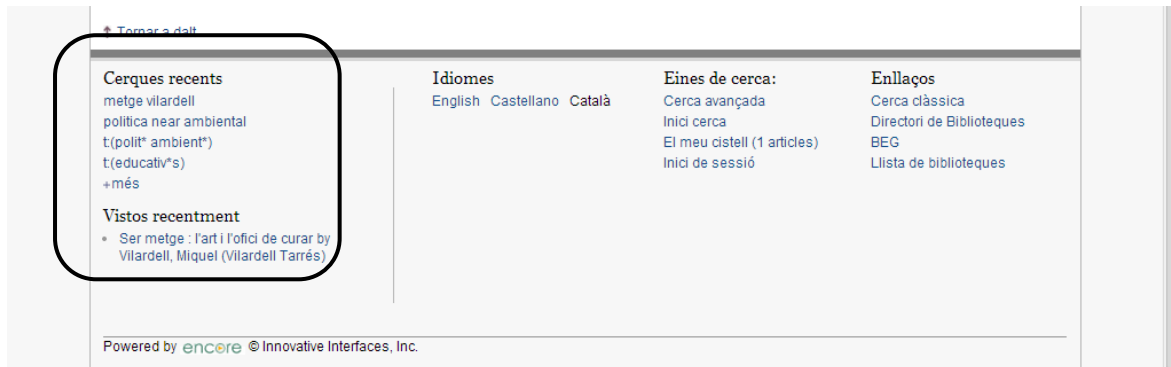 Tornar a dalt
Cerques recents
metge vilardell
politica near ambiental
t:(polit* ambient*)
t:(educativ*s)
+més
Vistos recentment
Ser metge : l'art i l'ofici de curar by
Vilardell, Miquel (Vilardell Tarrés)
Idiomes
English Castellano Català
Eines de cerca:
Cerca avançada
Inici cerca
El meu cistell (1 articles)
Inici de sessió
Enllaços
Cerca clàssica
Directori de Biblioteques
BEG
Llista de biblioteques
Powered by encore © Innovative Interfaces, Inc.